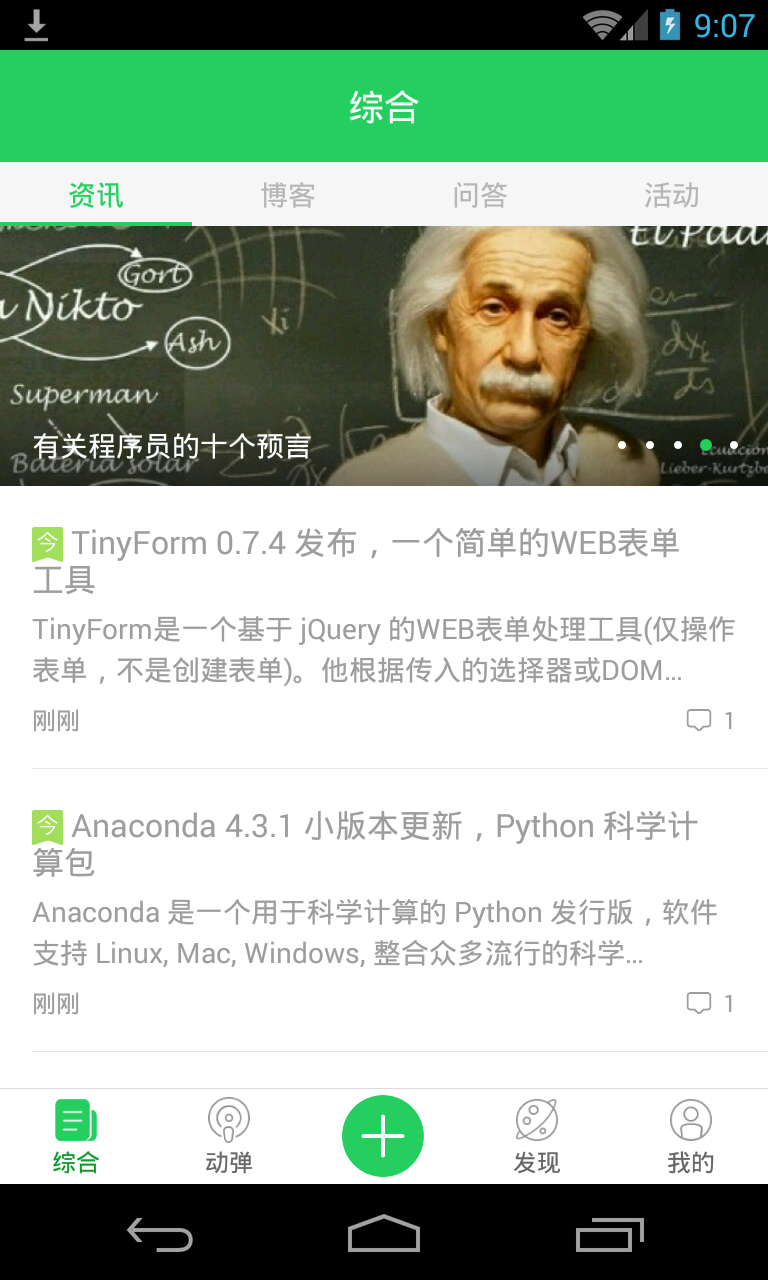 9:07
综合
资讯
博客
问答
活动
Gort
Nikto
Ash
Superman
有关程序员的十个预言
Bateria solar
今 TinyForm 0.7.4 发布，一个简单的WEB表单
工具
TinyForm是一个基于 jQuery 的WEB表单处理工具(仅操作
表单，不是创建表单)。他根据传入的选择器或DOM...
刚刚
1
今 Anaconda 4.3.1 小版本更新，Python 科学计
算包
Anaconda 是一个用于科学计算的 Python 发行版，软件
支持 Linux, Mac, Windows, 整合众多流行的科学...
刚刚
1
综合
动弹
发现
我的